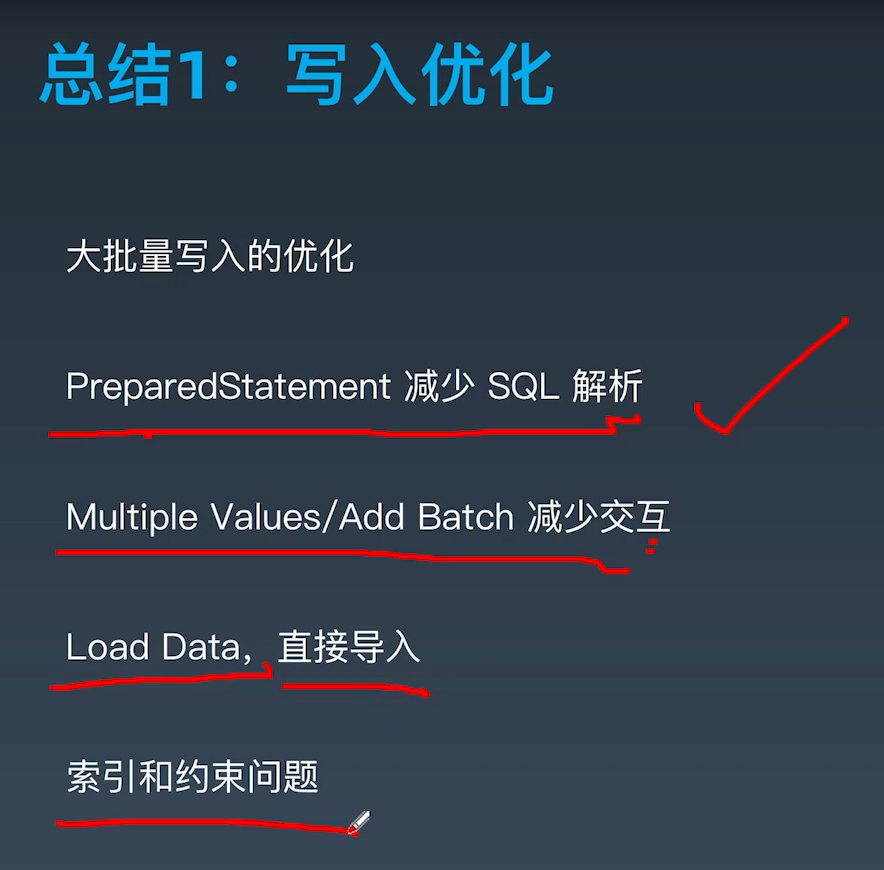 总结1：写入优化
大批量写入的优化
PreparedStatement 减少 SQL 解析
Multiple Values/Add Batch 减少交互
Load Data，直接导入
索引和约束问题